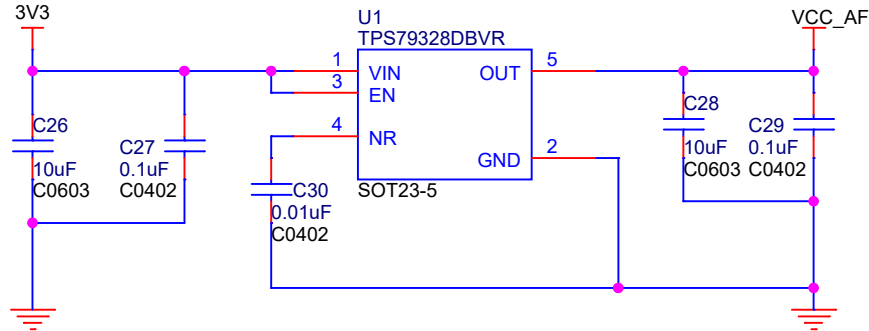 3V3
U1
TPS79328DBVR
VCC_AF
1
VIN
OUT
5
3
EN
4
NR
GND
2
SOT23-5
C26
10uF
C0603
C27
0.1uF
C0402
C30
0.01uF
C0402
C28
10uF
C0603
C29
0.1uF
C0402